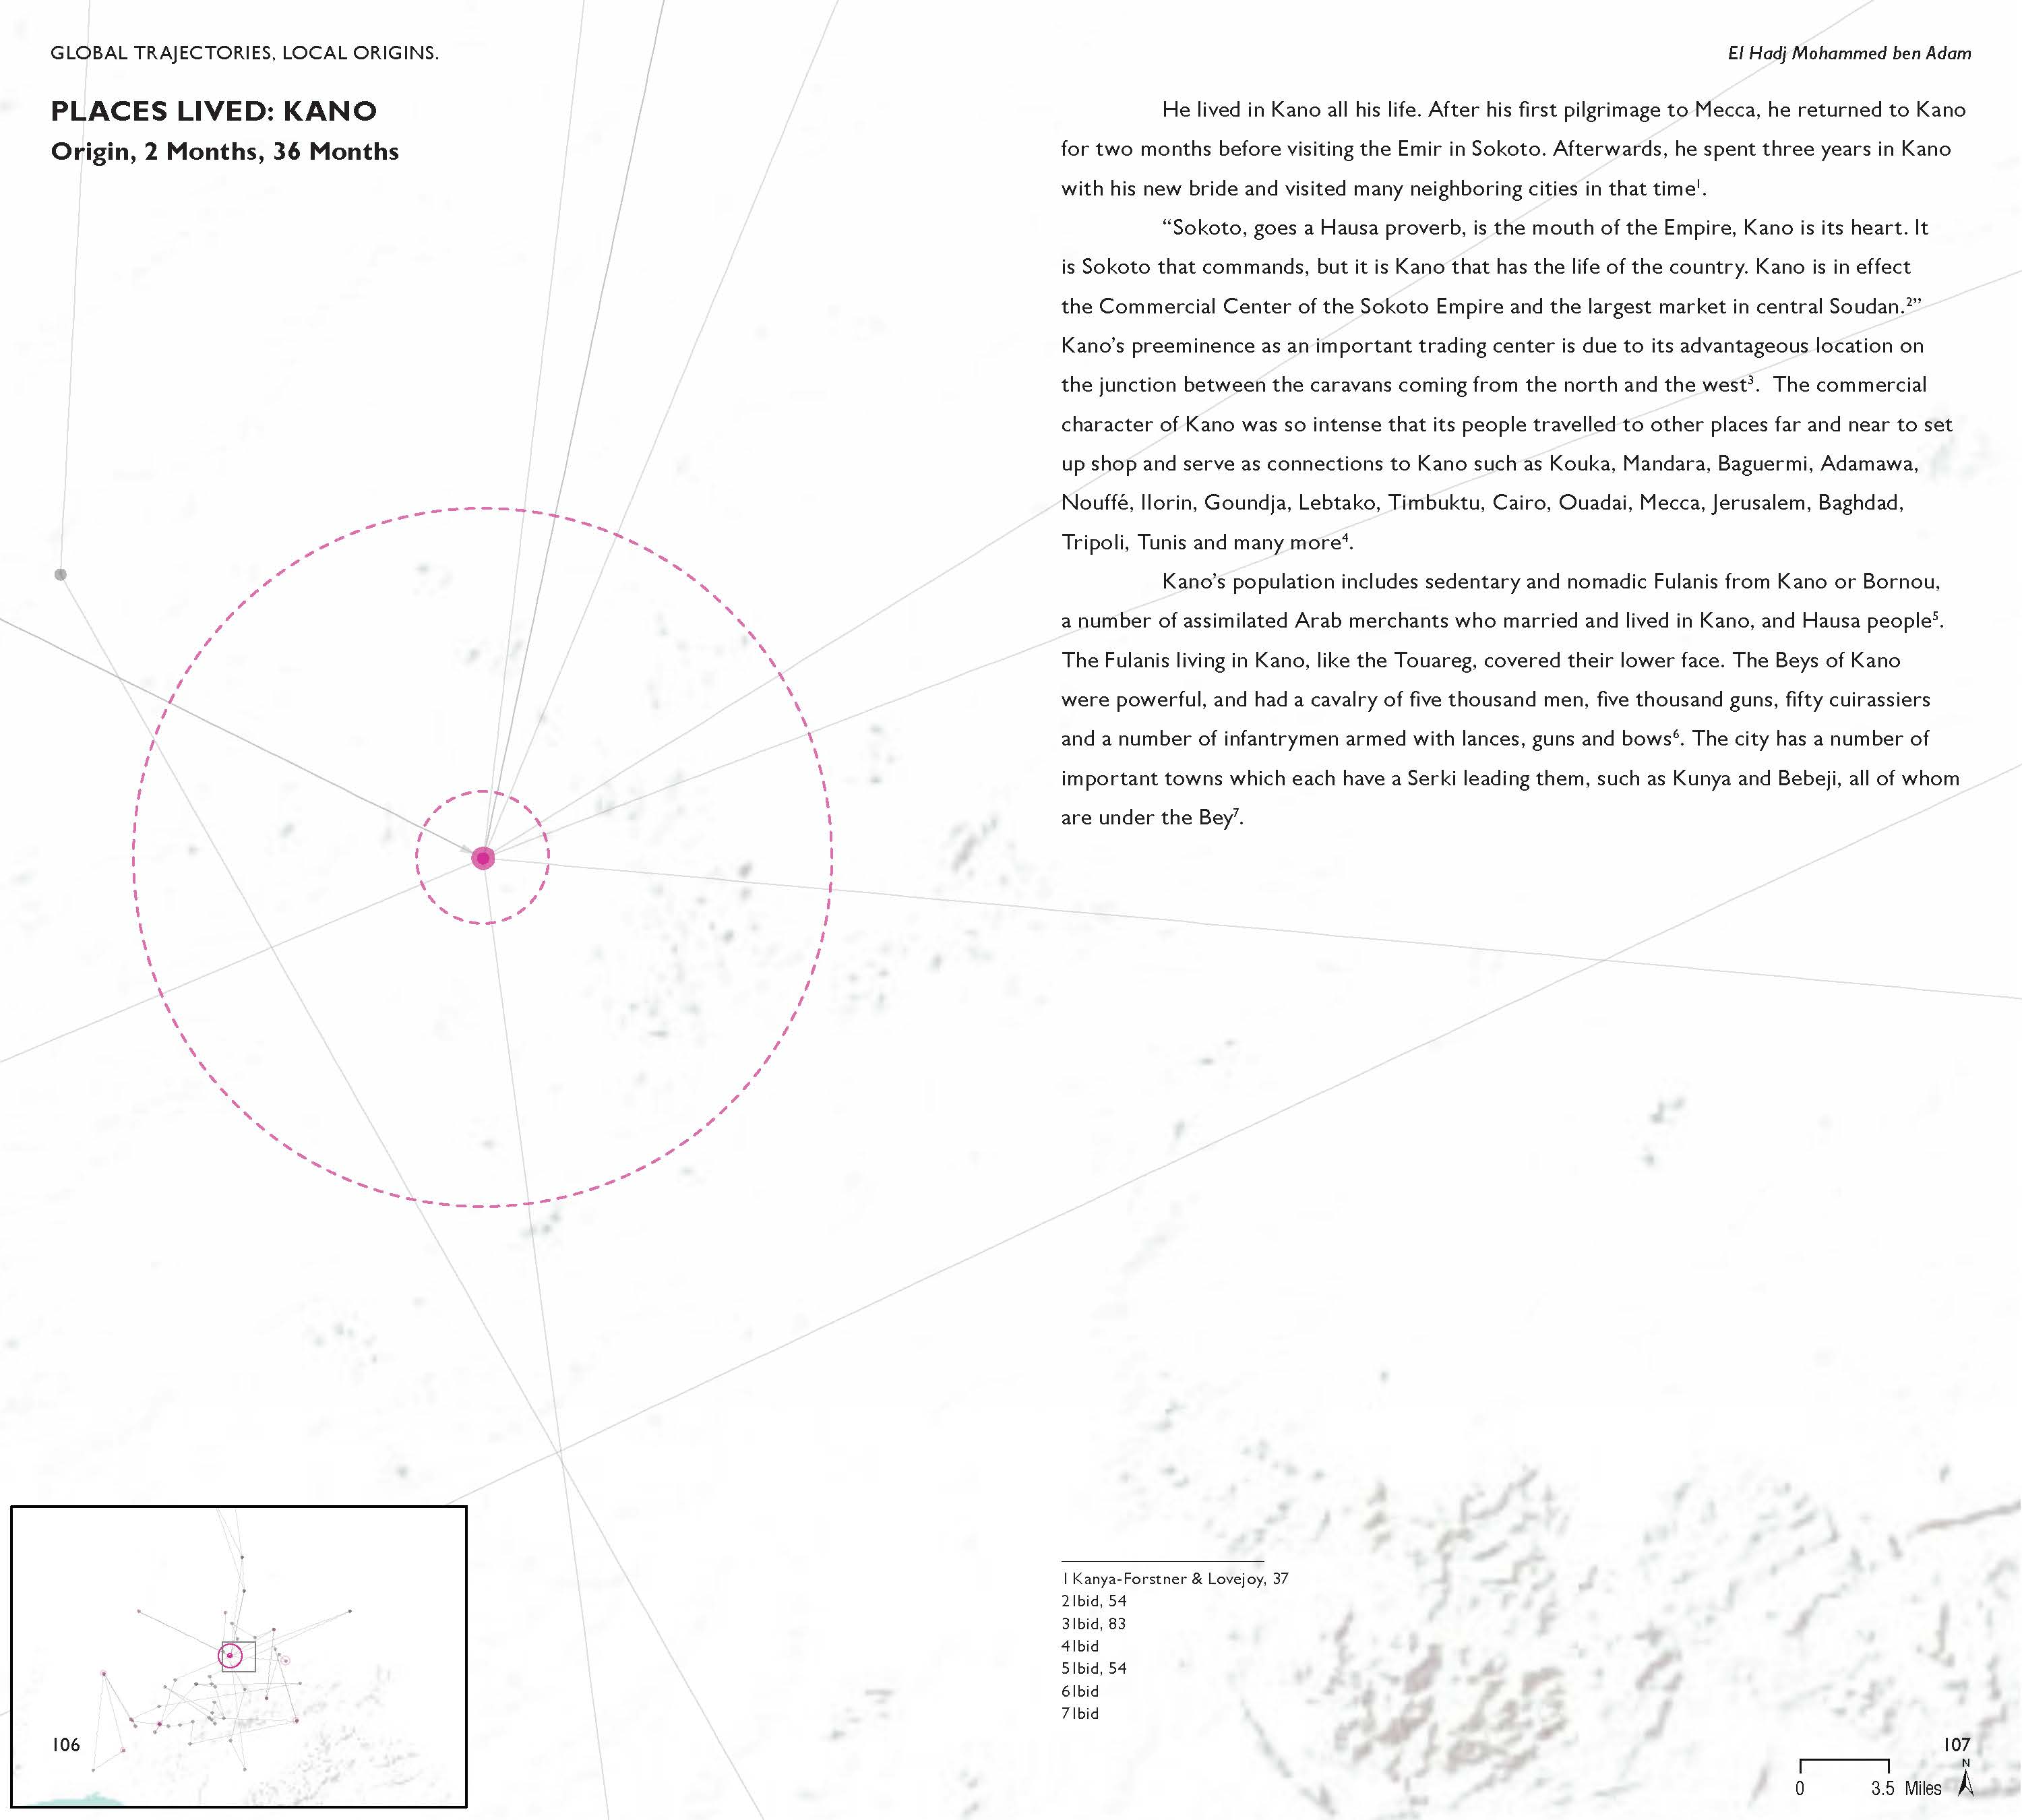 GLOBAL TRAJECTORIES, LOCAL ORIGINS.
PLACES LIVED: KANO
Origin, 2 Months, 36 Months
El Hadj Mohammed ben Adam
He lived in Kano all his life. After his first pilgrimage to Mecca, he returned to Kano
for two months before visiting the Emir in Sokoto. Afterwards, he spent three years in Kano
with his new bride and visited many neighboring cities in that time¹.
“Sokoto, goes a Hausa proverb, is the mouth of the Empire, Kano is its heart. It
is Sokoto that commands, but it is Kano that has the life of the country. Kano is in effect
the Commercial Center of the Sokoto Empire and the largest market in central Soudan.²”
Kano’s preeminence as an important trading center is due to its advantageous location on
the junction between the caravans coming from the north and the west³. The commercial
character of Kano was so intense that its people travelled to other places far and near to set
up shop and serve as connections to Kano such as Kouka, Mandara, Baguermi, Adamawa,
Nouffé, Ilorin, Goundja, Lebtako, Timbuktu, Cairo, Ouadai, Mecca, Jerusalem, Baghdad,
Tripoli, Tunis and many more⁴.
Kano’s population includes sedentary and nomadic Fulanis from Kano or Bornou,
a number of assimilated Arab merchants who married and lived in Kano, and Hausa people⁵.
The Fulanis living in Kano, like the Touareg, covered their lower face. The Beys of Kano
were powerful, and had a cavalry of five thousand men, five thousand guns, fifty cuirassiers
and a number of infantrymen armed with lances, guns and bows⁶. The city has a number of
important towns which each have a Serki leading them, such as Kunya and Bebeji, all of whom
are under the Bey⁷.
1 Kanya-Forstner & Lovejoy, 37
2 Ibid, 54
3 Ibid, 83
4 Ibid
5 Ibid, 54
6 Ibid
7 Ibid
106
107
N
0 3.5 Miles